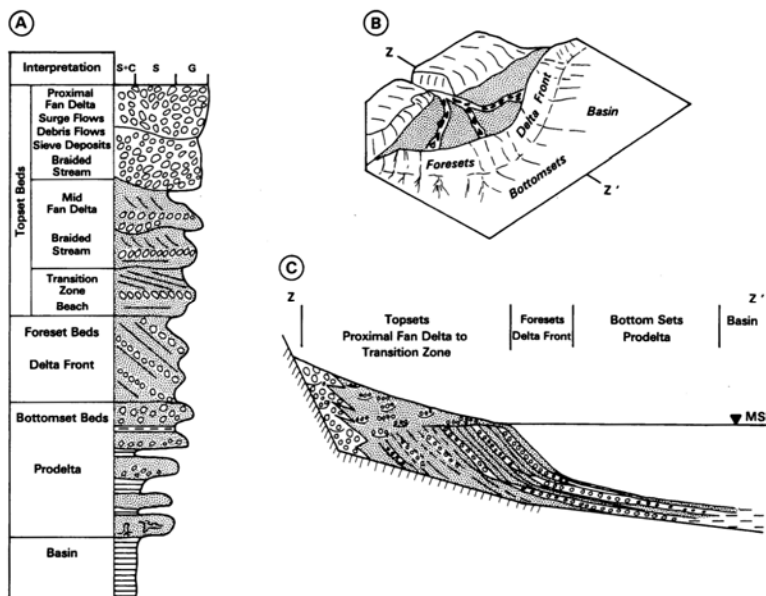 A
Interpretation
S+C S G
Topset Beds
Proximal
Fan Delta
Surge Flows
Debris Flows
Sieve Deposits
Braided
Stream
Mid
Fan Delta
Braided
Stream
Transition
Zone
Beach
Foreset Beds
Delta Front
Bottomset Beds
Prodelta
Basin
B
Z
Delta Front
Basin
Foresets
Bottomsets
Z'
C
Z Z'
Topsets
Proximal Fan Delta to
Transition Zone
Foresets
Delta Front
Bottom Sets
Prodelta
Basin
MS